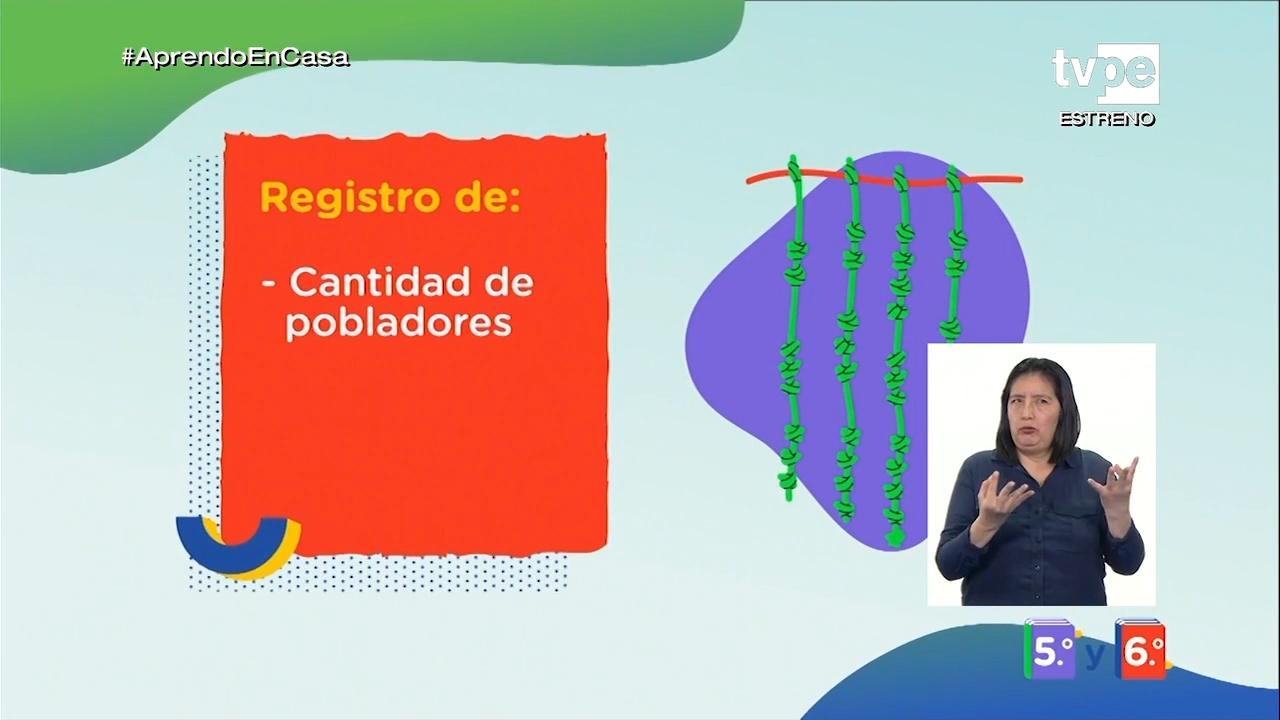 #AprendoEnCasa
tvpe
ESTRENO
Registro de:
- Cantidad de
pobladores
5.° y 6.°